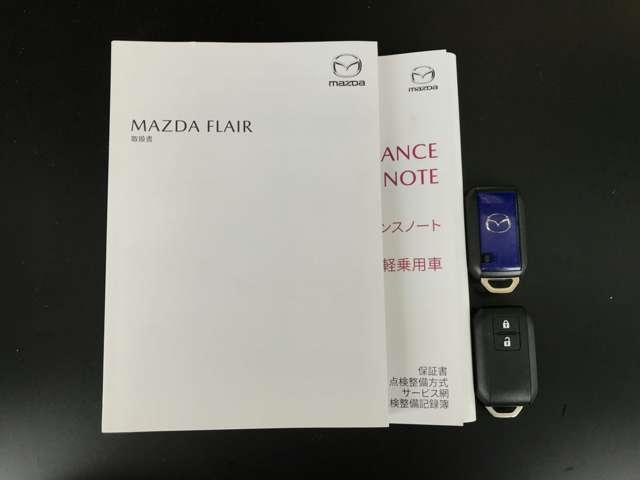 mazda
MAZDA FLAIR
取扱書
mazda
ANCE
NOTE
ンスノート
軽乗用車
保証書
点検整備方式
サービス網
検整備記録簿